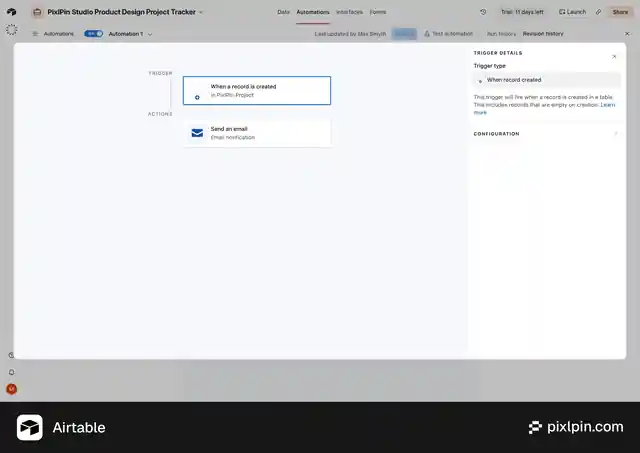 PixlPin Studio Product Design Project Tracker
Data
Automations
Interfaces
Forms
Trial: 11 days left
Launch
Share
Automations
ON
Automation 1
Last updated by Max Smyth
Test automation
Run history
Revision history
TRIGGER
When a record is created
in PixlPin Project
ACTIONS
Send an email
Email notification
TRIGGER DETAILS
Trigger type
When record created
This trigger will fire when a record is created in a table.
This includes records that are empty on creation. Learn
more
CONFIGURATION
Airtable
pixlpin.com